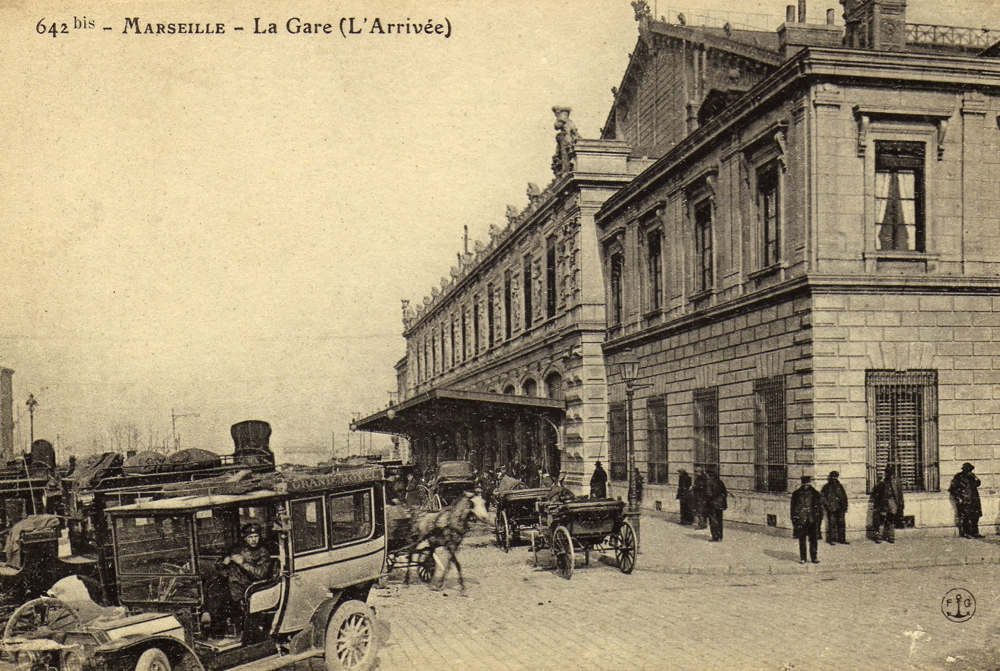 642 bis - MARSEILLE - La Gare (L'Arrivée)
GRAND HOTEL
F G